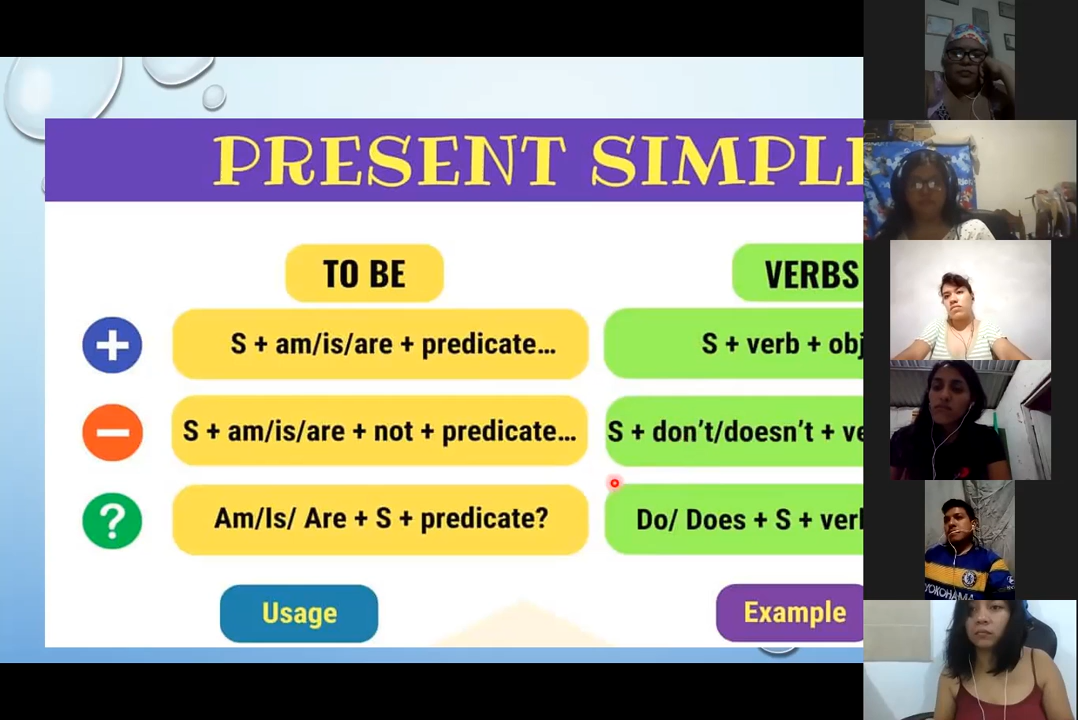 PRESENT SIMPL
TO BE
VERBS
+
S + am/is/are + predicate...
S + verb + obj
−
S + am/is/are + not + predicate...
S + don't/doesn't + ve
?
Am/Is/ Are + S + predicate?
Do/ Does + S + verl
Usage
Example
YOKOHAMA